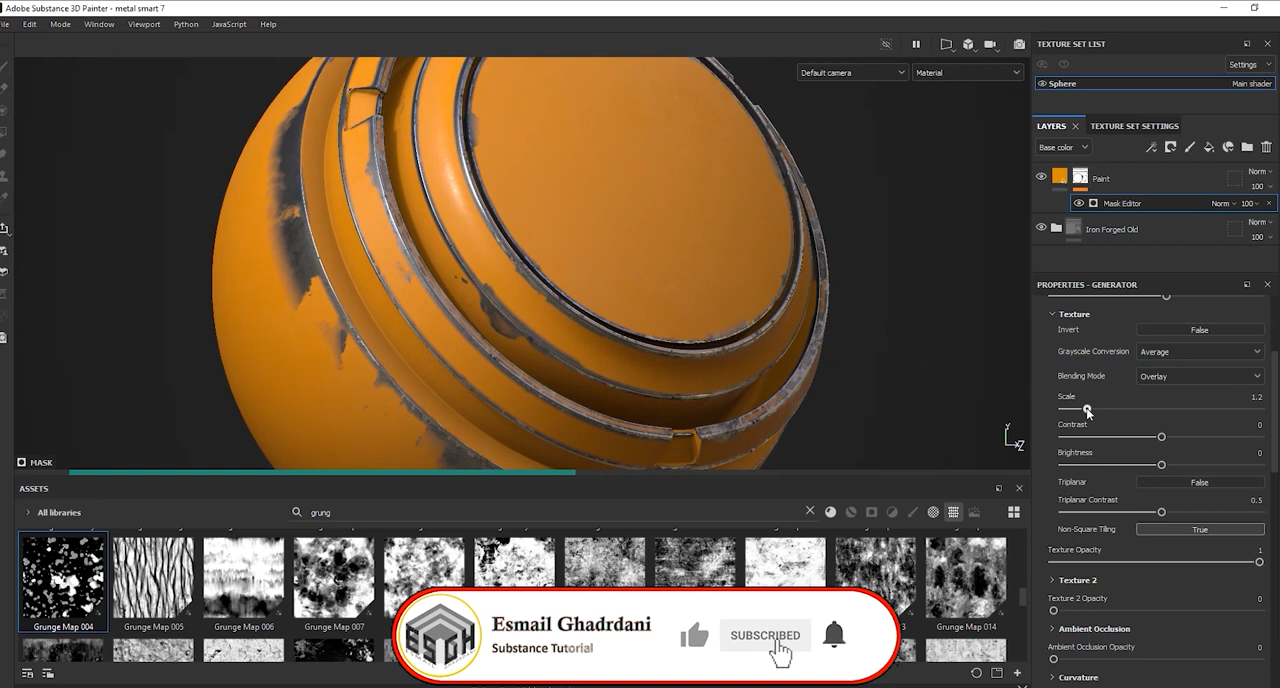 Adobe Substance 3D Painter - metal smart 7
File Edit Mode Window Viewport Python JavaScript Help
TEXTURE SET LIST
Settings
Default camera
Material
Sphere Main shader
LAYERS TEXTURE SET SETTINGS
Base color
Norm
Paint
100
Mask Editor Norm 100
Norm
Iron Forged Old
100
PROPERTIES - GENERATOR
Texture
Invert False
Grayscale Conversion Average
Blending Mode Overlay
Scale 1.2
Contrast 0
Brightness 0
Triplanar False
Triplanar Contrast 0.5
Non-Square Tiling True
Texture Opacity 1
Texture 2
Texture 2 Opacity 0
Ambient Occlusion
Ambient Occlusion Opacity 0
Curvature
Y
Z
MASK
ASSETS
All libraries
grung
Grunge Map 004 Grunge Map 005 Grunge Map 006 Grunge Map 007 3 Grunge Map 014
ESGH
Esmail Ghadrdani
Substance Tutorial
SUBSCRIBED